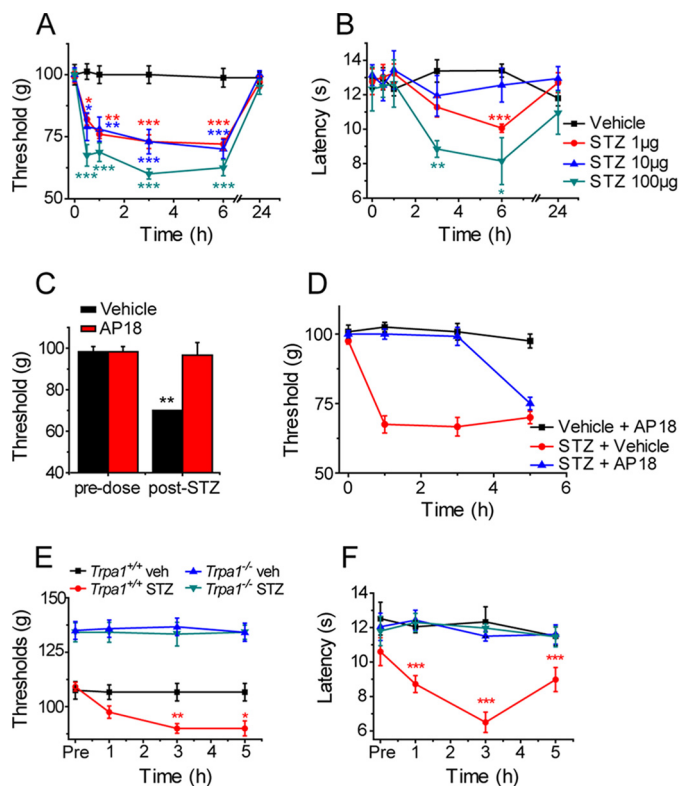 A
Threshold (g)
100
75
50
* *
** **
*** ***
*** ***
*** *** *** ***
0 2 4 6 24
Time (h)
B
Latency (s)
14
12
10
8
6
***
** *
0 2 4 6 24
Time (h)
Vehicle
STZ 1µg
STZ 10µg
STZ 100µg
C
Vehicle
AP18
Threshold (g)
100
80
60
40
**
pre-dose post-STZ
D
Threshold (g)
100
75
50
Vehicle + AP18
STZ + Vehicle
STZ + AP18
0 2 4 6
Time (h)
E
Trpa1+/+ veh Trpa1-/- veh
Trpa1+/+ STZ Trpa1-/- STZ
Thresholds (g)
150
125
100
** *
Pre 1 2 3 4 5
Time (h)
F
Latency (s)
14
12
10
8
6
*** *** ***
Pre 1 2 3 4 5
Time (h)